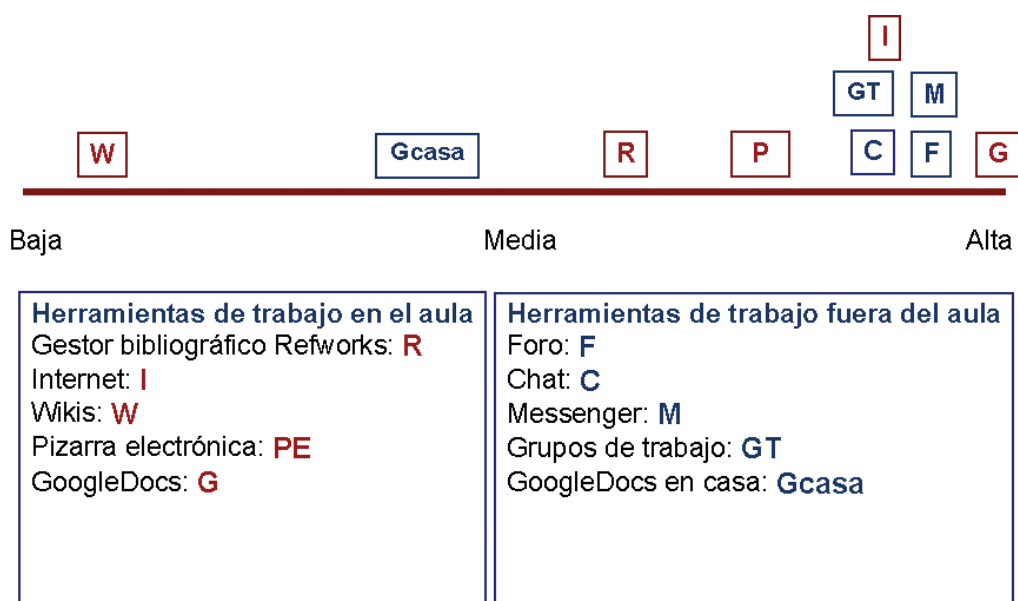 I
GT M
W Gcasa R P C F G
Baja Media Alta
Herramientas de trabajo en el aula
Gestor bibliográfico Refworks: R
Internet: I
Wikis: W
Pizarra electrónica: PE
GoogleDocs: G
Herramientas de trabajo fuera del aula
Foro: F
Chat: C
Messenger: M
Grupos de trabajo: GT
GoogleDocs en casa: Gcasa